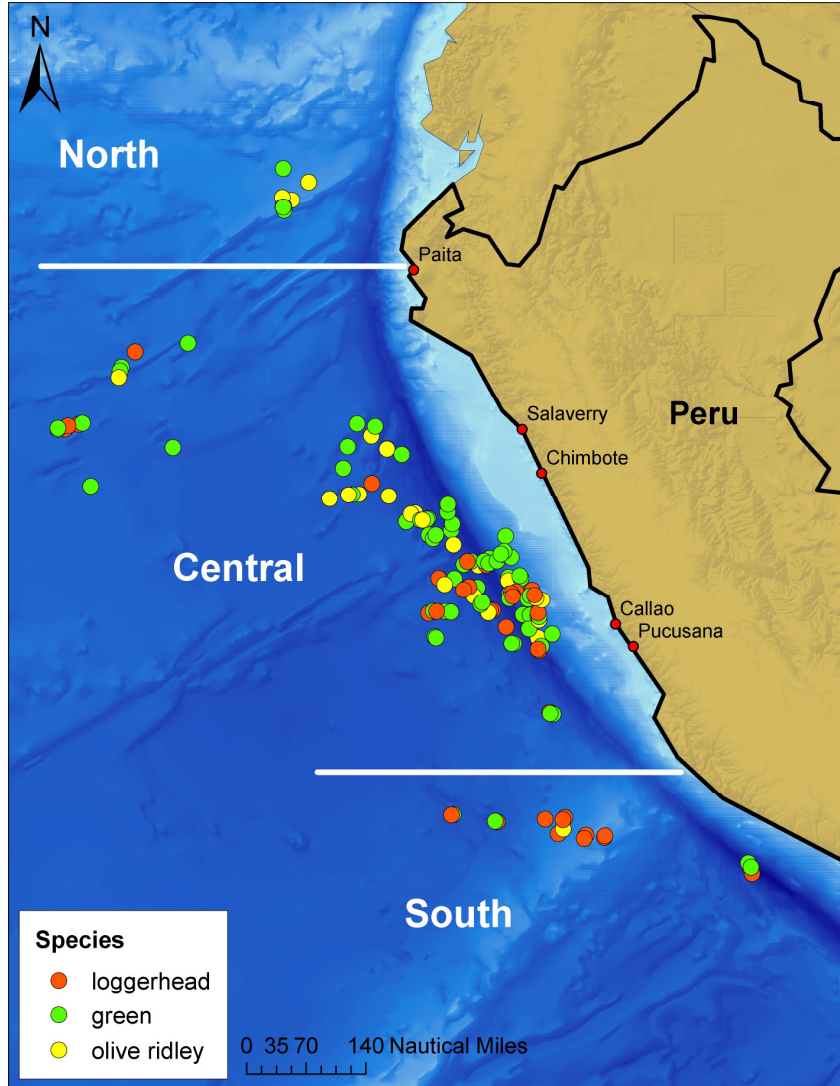 N
North
Paita
Salaverry
Peru
Chimbote
Central
Callao
Pucusana
South
Species
loggerhead
green
olive ridley
0 35 70 140 Nautical Miles